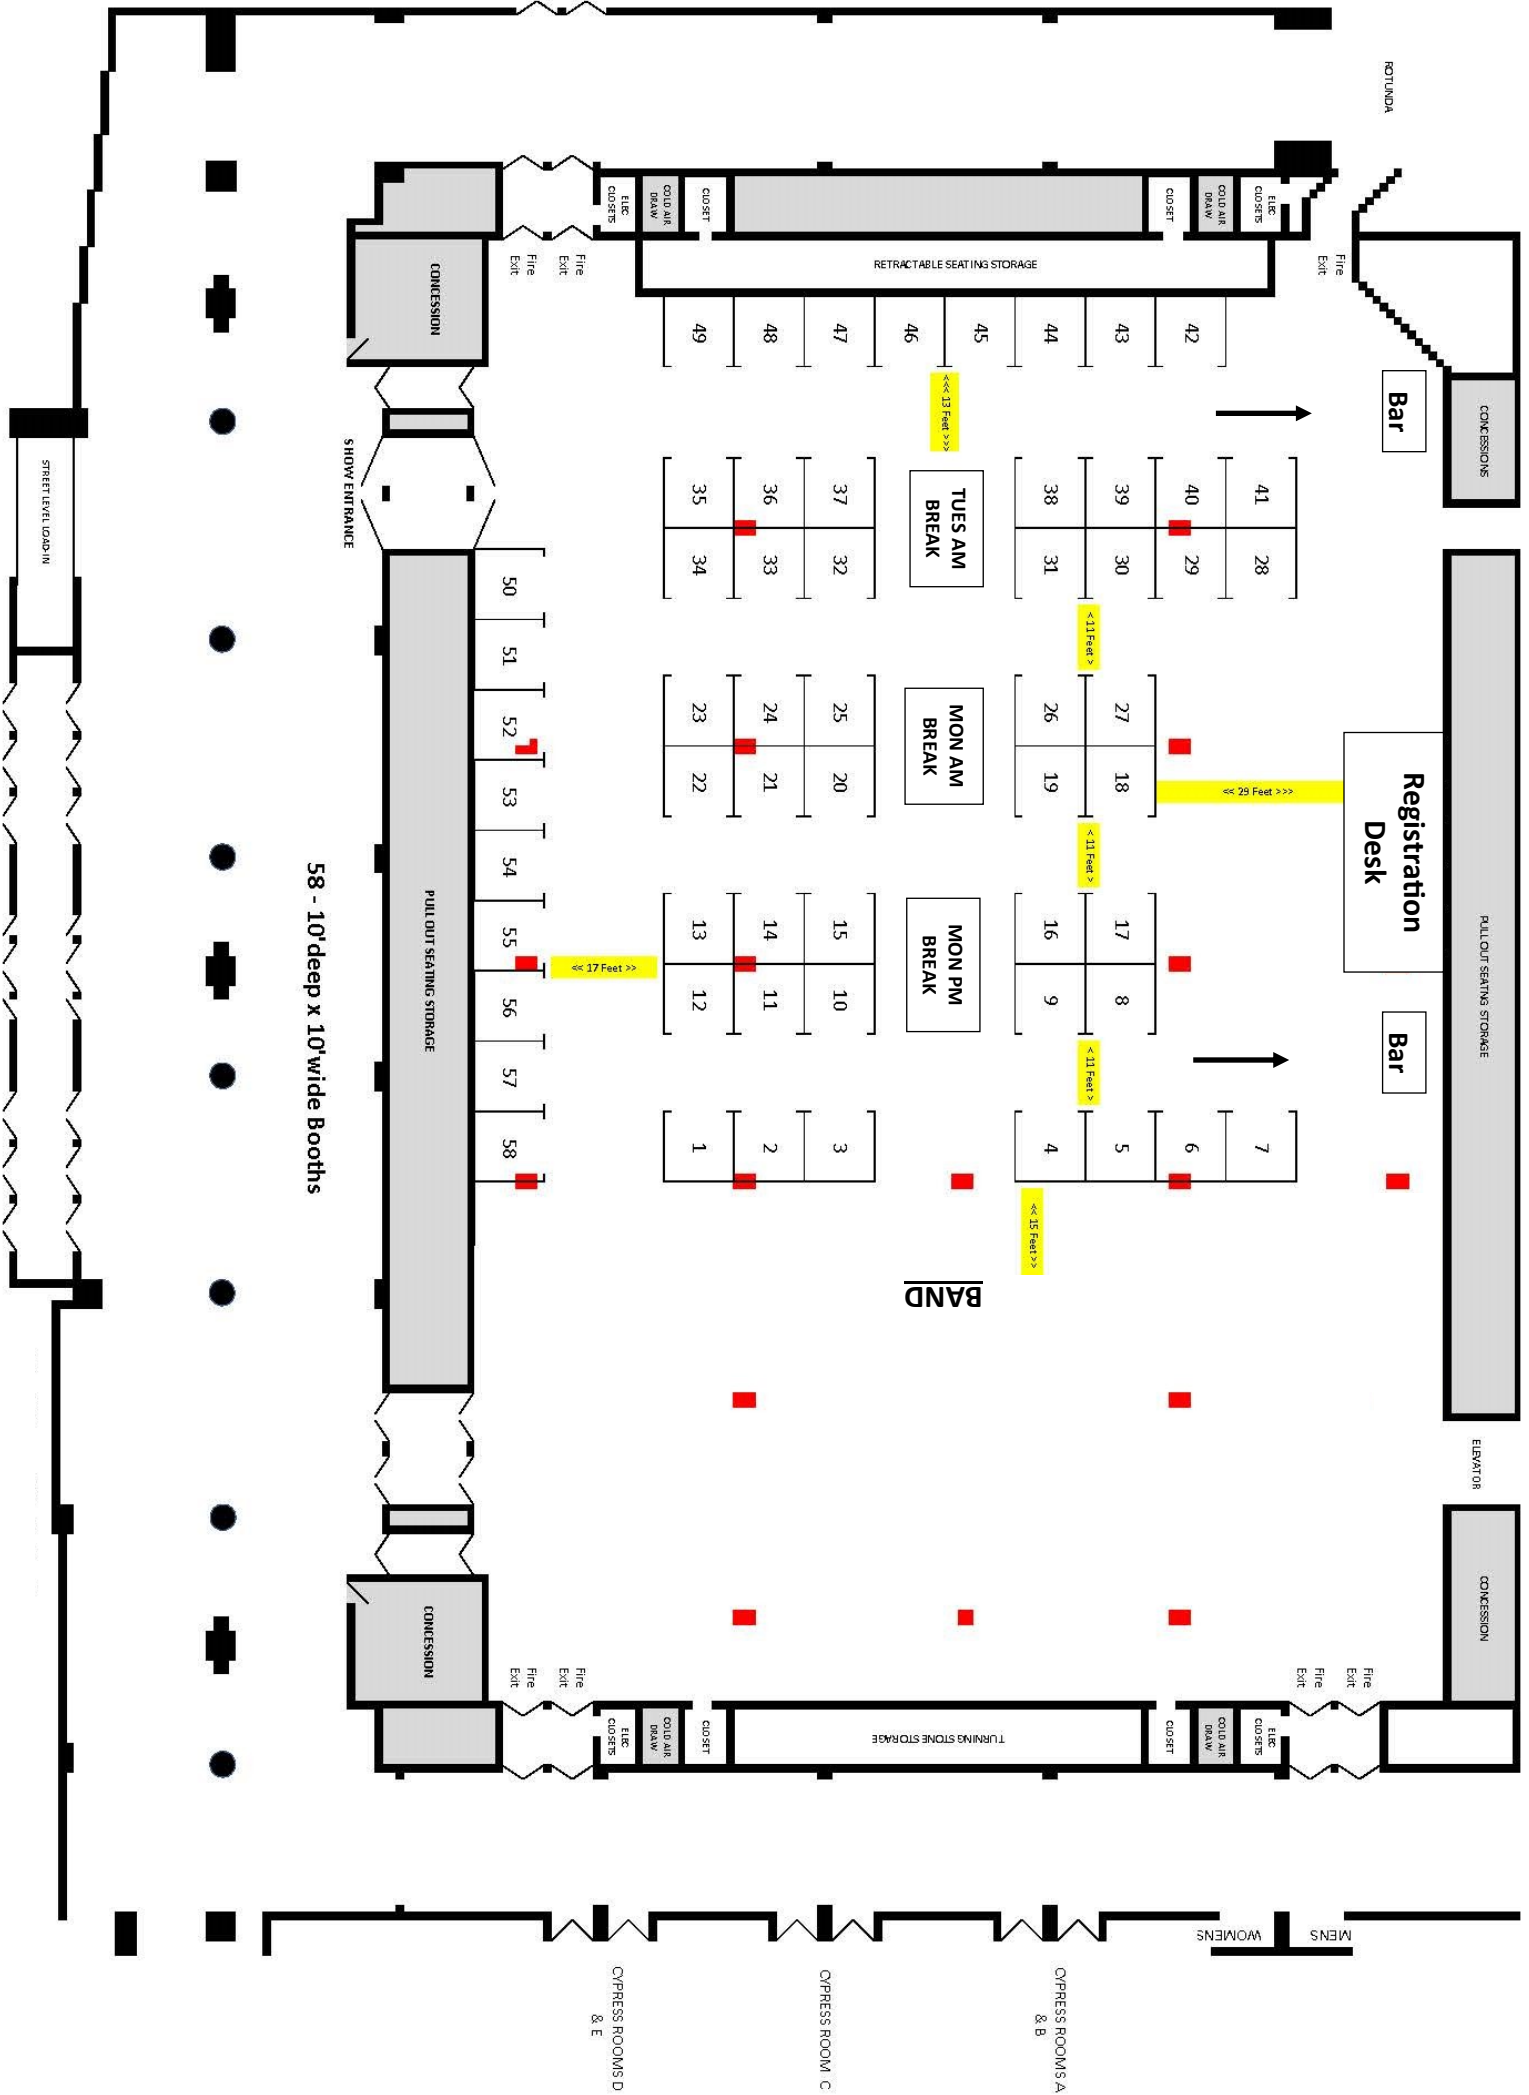 ROTUNDA
ELEC
CLOSETS
COLD AIR
DRAW
CLOSET
CLOSET
COLD AIR
DRAW
ELEC
CLOSETS
Fire
Exit
Fire
Exit
Fire
Exit
CONCESSION
RETRACTABLE SEATING STORAGE
49
48
47
46
45
44
43
42
<<< 13 Feet >>>
Bar
CONCESSIONS
STREET LEVEL LOAD-IN
SHOW ENTRANCE
35
36
37
TUES AM
BREAK
38
39
40
41
34
33
32
31
30
29
28
50
51
52
53
54
55
56
57
58
< 11 Feet >
23
24
25
MON AM
BREAK
26
27
22
21
20
19
18
<< 29 Feet >>>
Registration
Desk
< 11 Feet >
PULL OUT SEATING STORAGE
58 - 10'deep x 10'wide Booths
<< 17 Feet >>
13
14
15
MON PM
BREAK
16
17
12
11
10
9
8
PULL OUT SEATING STORAGE
< 11 Feet >
Bar
1
2
3
4
5
6
7
<< 15 Feet >>
BAND
ELEVATOR
CONCESSION
CONCESSION
Fire
Exit
Fire
Exit
Fire
Exit
Fire
Exit
ELEC
CLOSETS
COLD AIR
DRAW
CLOSET
TURNING STONE STORAGE
CLOSET
COLD AIR
DRAW
ELEC
CLOSETS
WOMENS
MENS
CYPRESS ROOMS D
& E
CYPRESS ROOM C
CYPRESS ROOMS A
& B